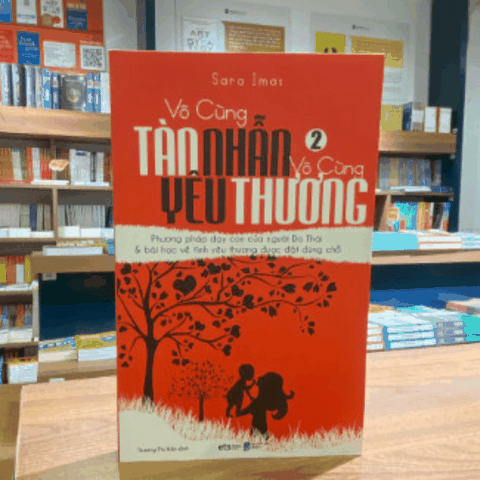 Sara Imas
Vô Cùng
TÀN NHẪN 2
Vô Cùng
YÊU THƯƠNG
Phương pháp dạy con của người Do Thái
& bài học về tình yêu thương được đặt đúng chỗ